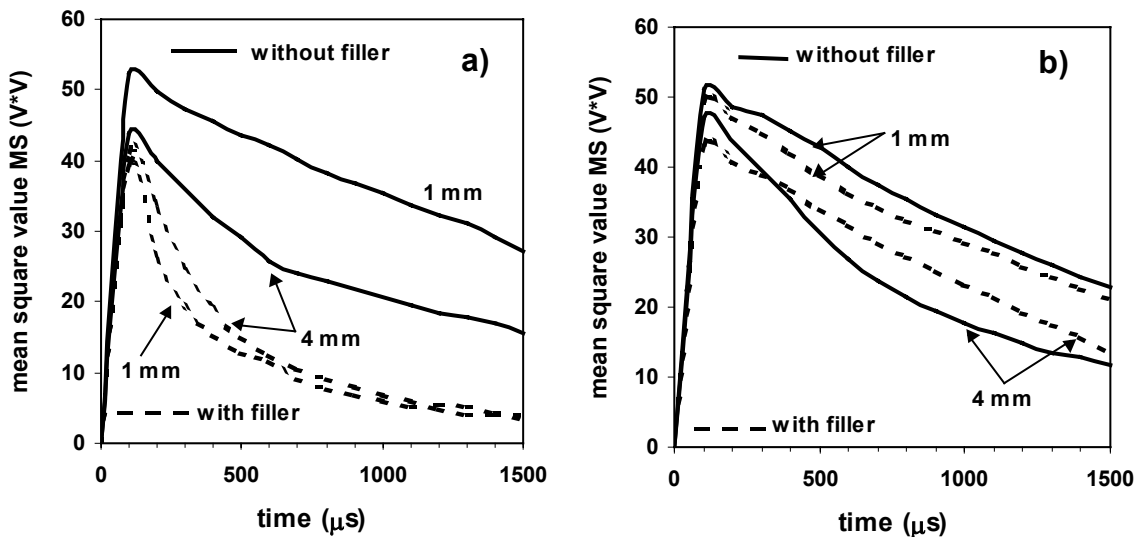 mean square value MS (V*V)
60
50
40
30
20
10
0
without filler
a)
1 mm
4 mm
1 mm
with filler
0 500 1000 1500
time (µs)
mean square value MS (V*V)
60
50
40
30
20
10
0
without filler
b)
1 mm
4 mm
with filler
0 500 1000 1500
time (µs)